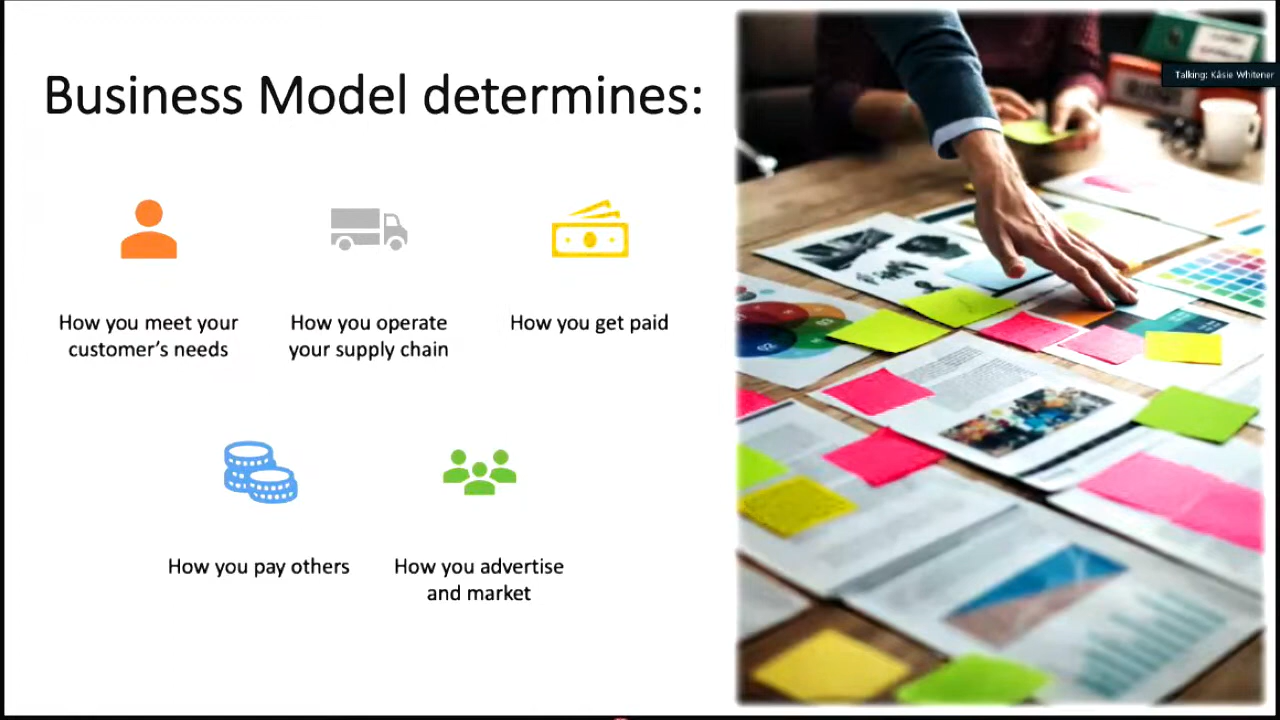 Business Model determines:
Talking: Kåsie Whitener
How you meet your
customer's needs
How you operate
your supply chain
How you get paid
How you pay others
How you advertise
and market